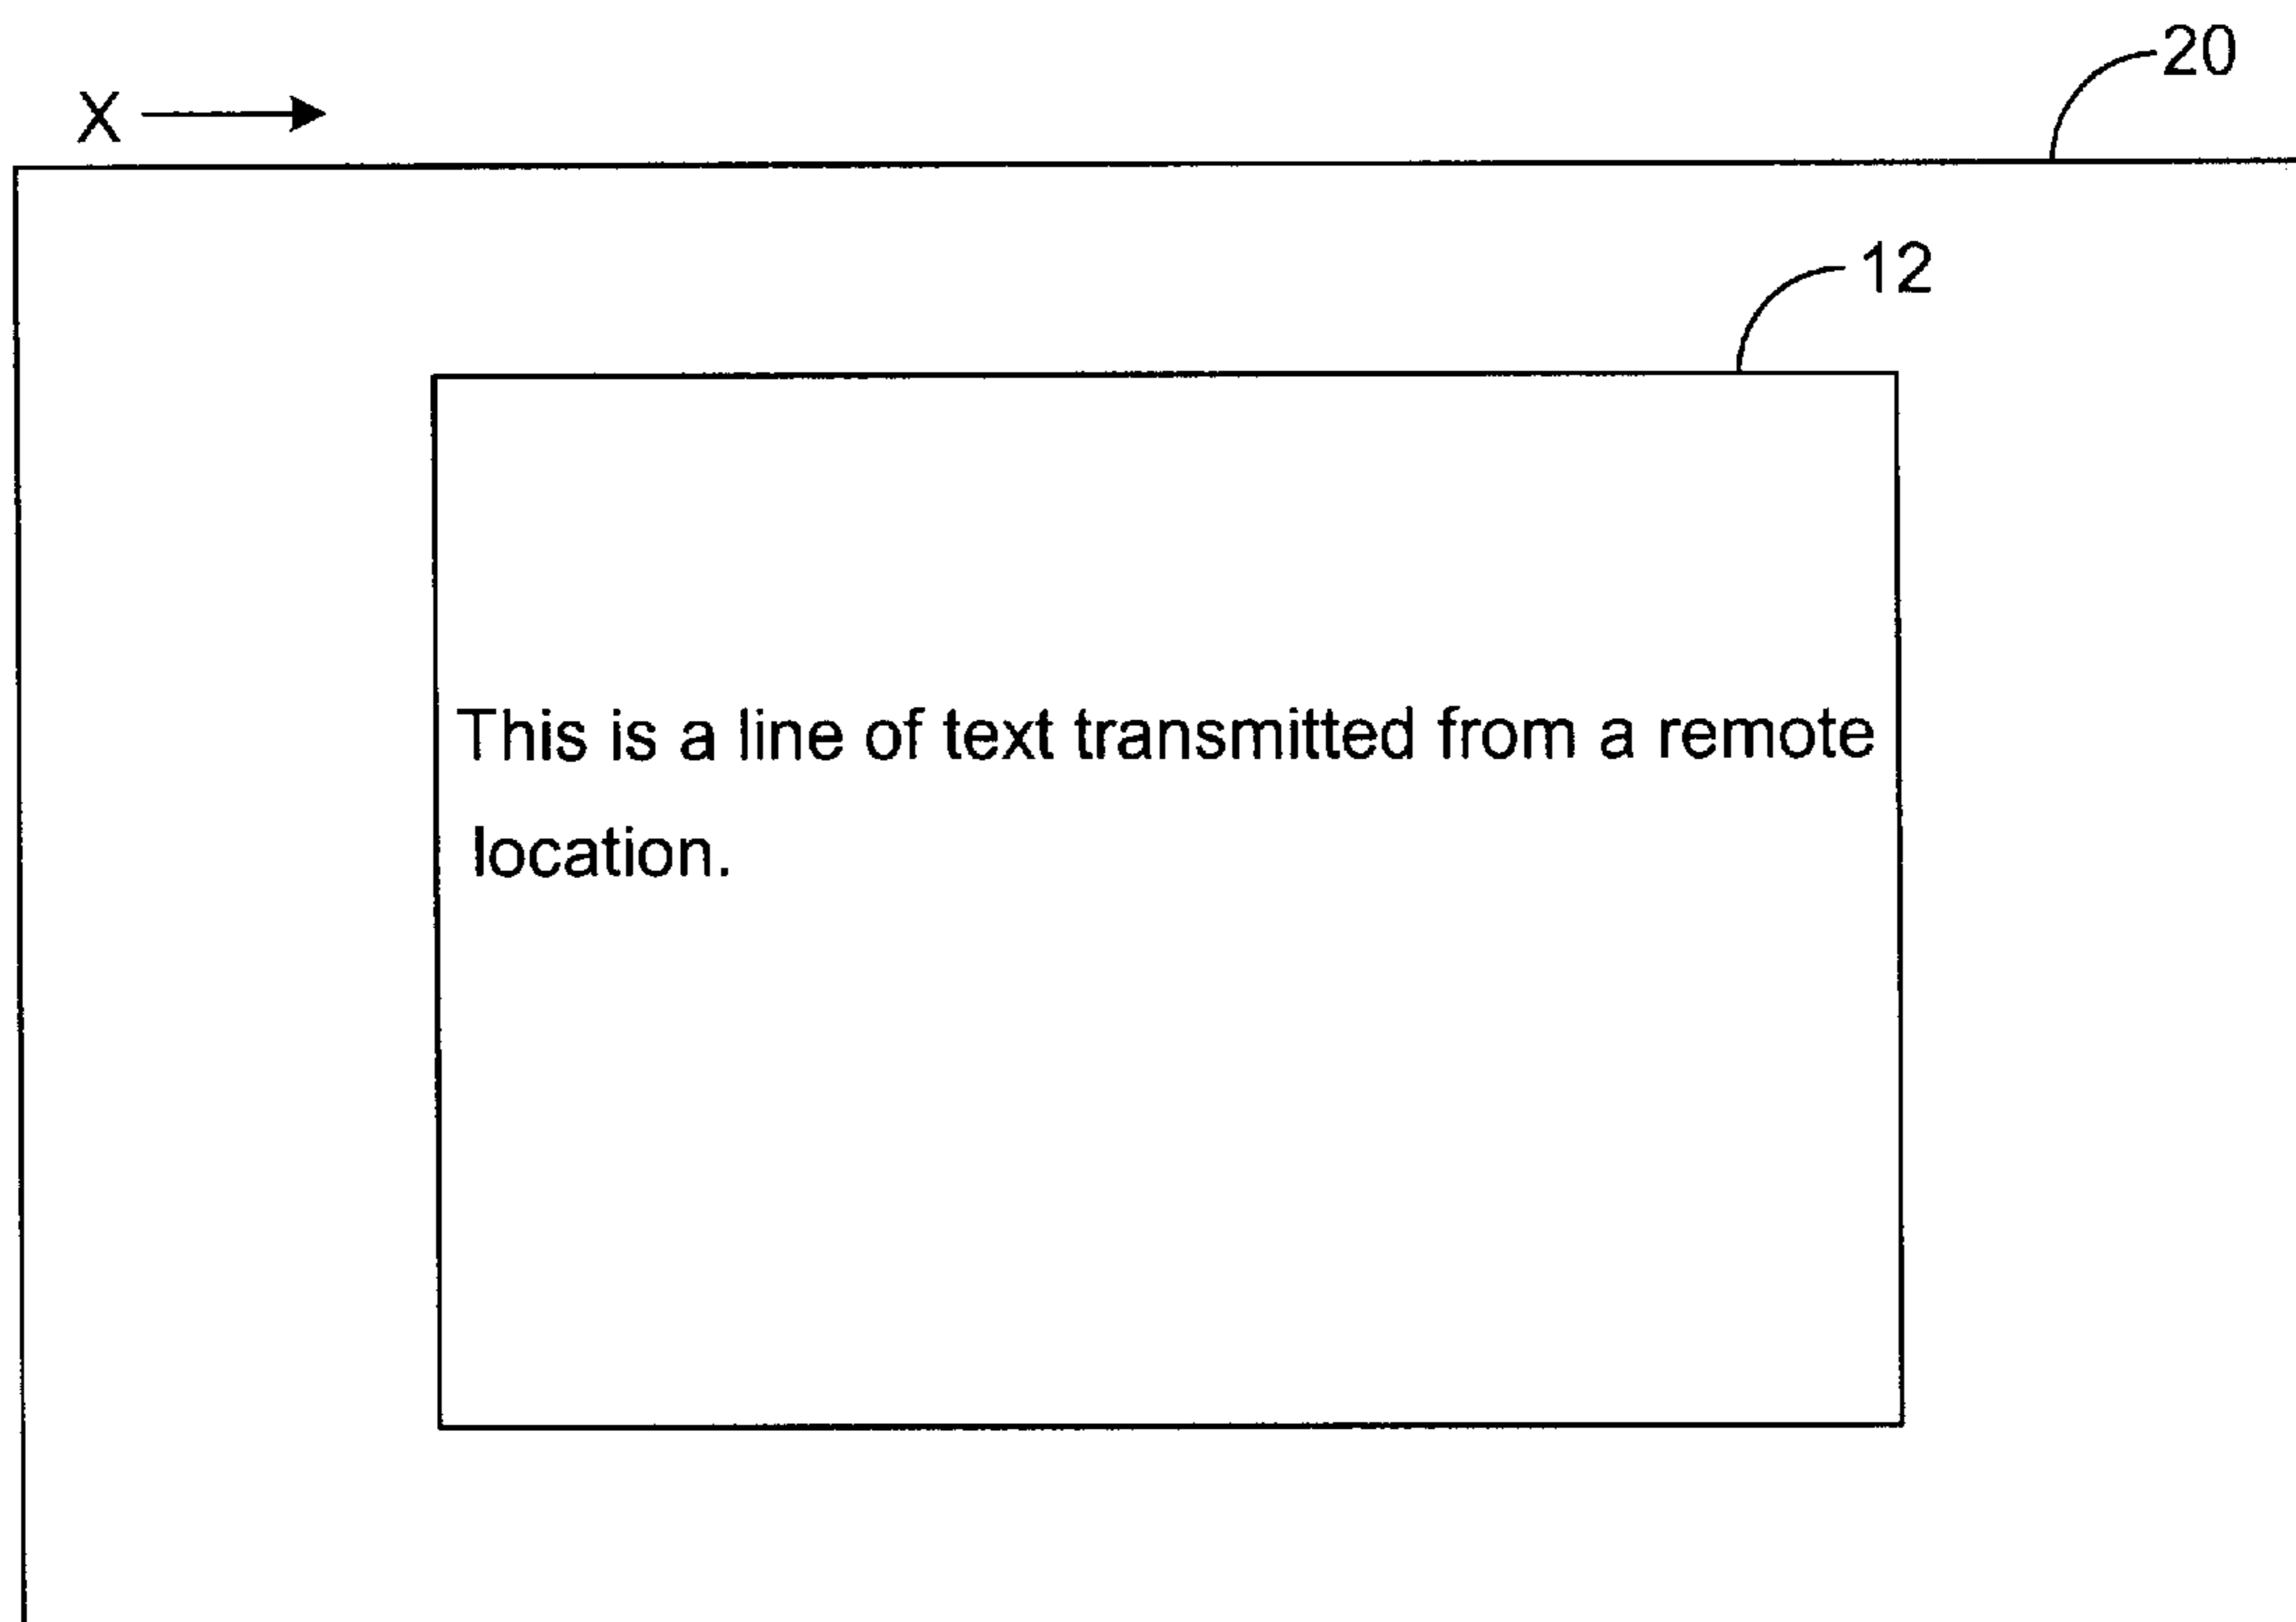 20
X
12
This is a line of text transmitted from a remote
location.